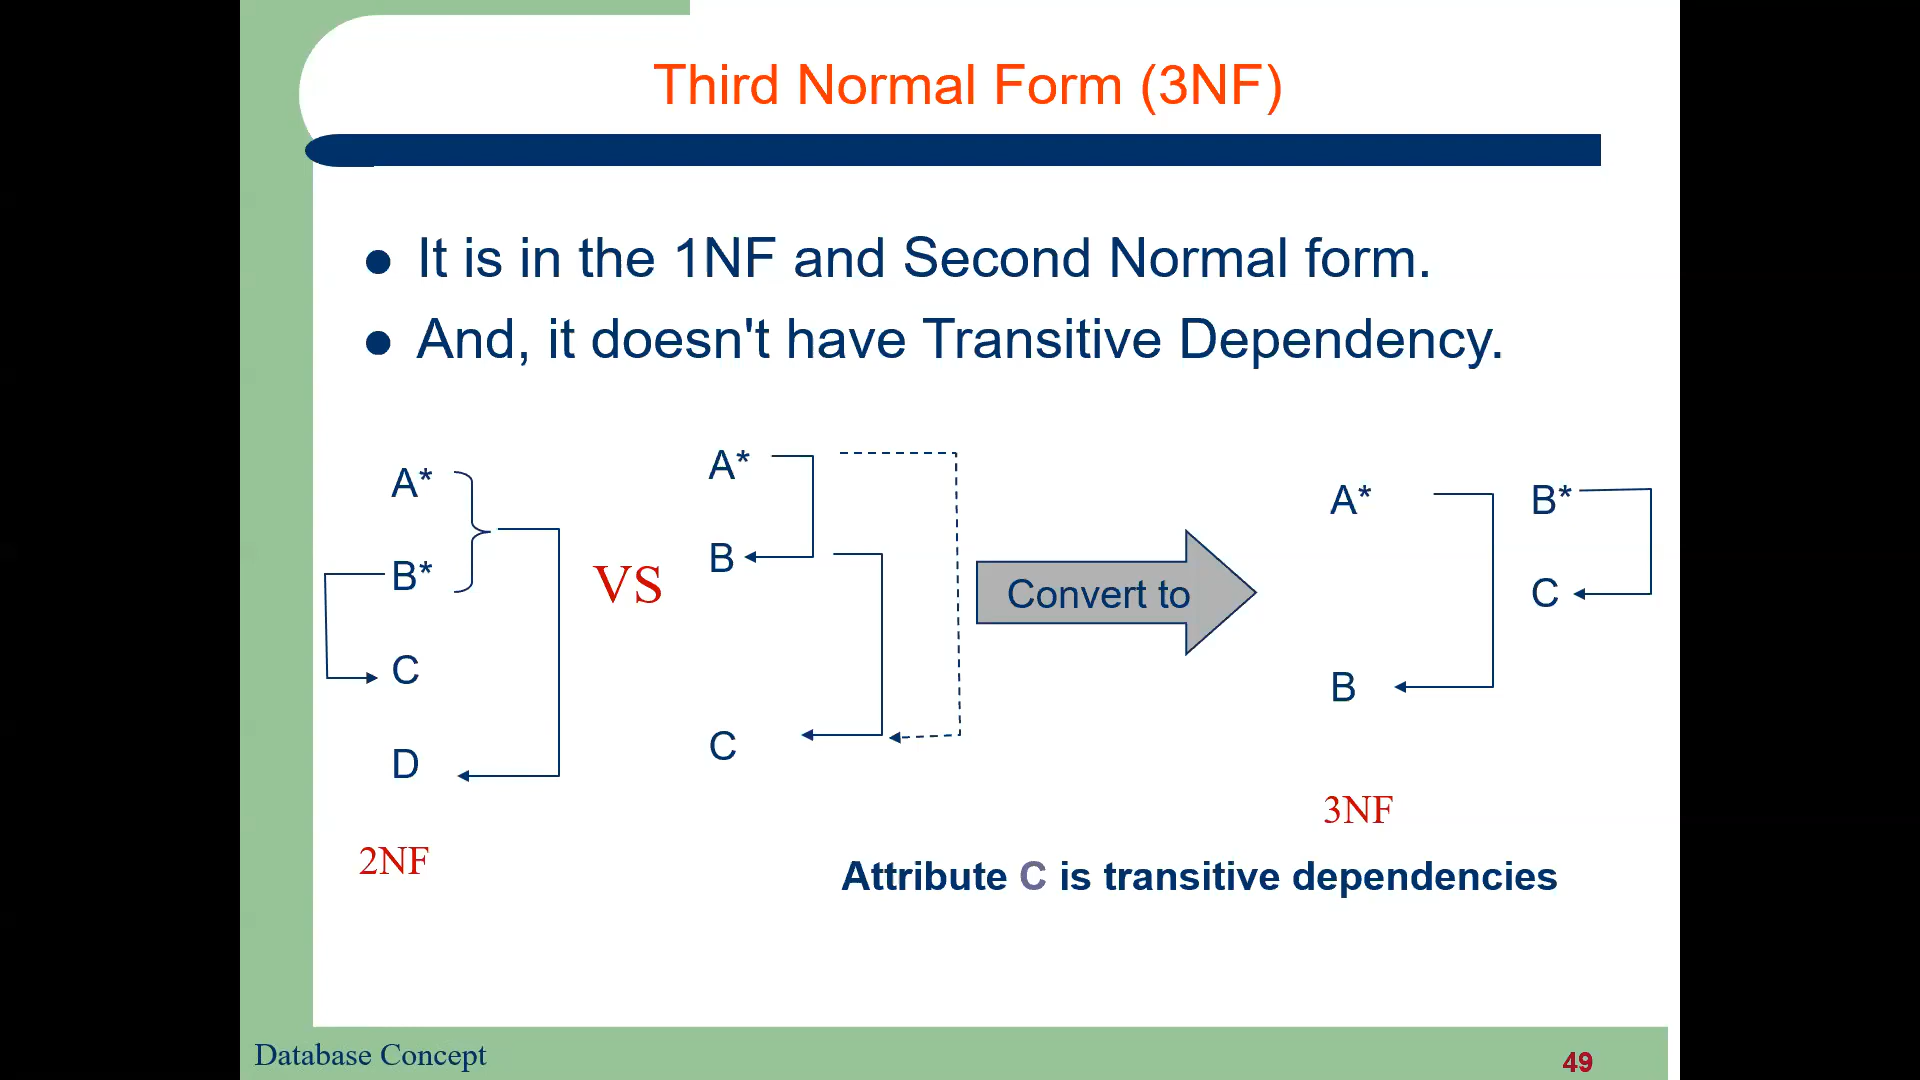 Third Normal Form (3NF)
It is in the 1NF and Second Normal form.
And, it doesn't have Transitive Dependency.
A*
B*
C
D
2NF
VS
A*
B
C
Convert to
A*
B
B*
C
3NF
Attribute C is transitive dependencies
Database Concept
49